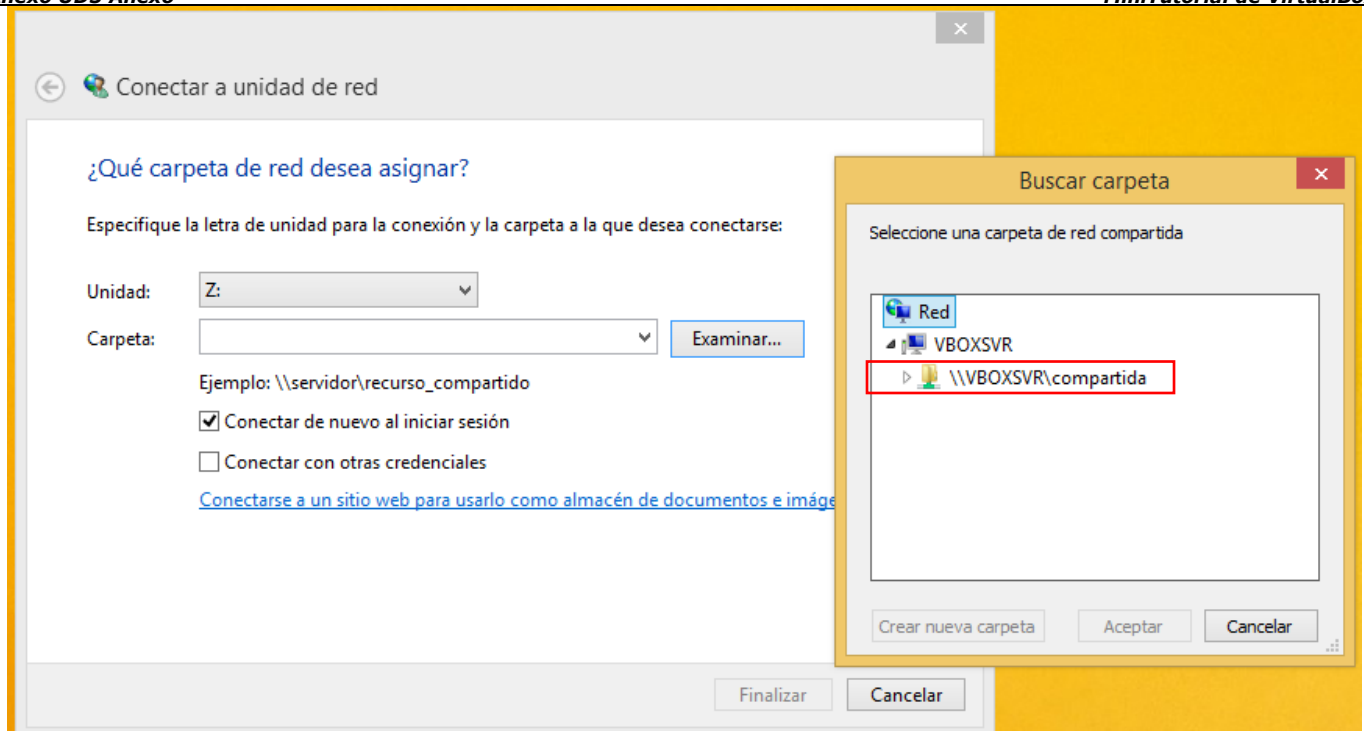 Conectar a unidad de red
¿Qué carpeta de red desea asignar?
Especifique la letra de unidad para la conexión y la carpeta a la que desea conectarse:
Unidad:
Z:
Carpeta:
Examinar...
Ejemplo: \\servidor\recurso_compartido
Conectar de nuevo al iniciar sesión
Conectar con otras credenciales
Conectarse a un sitio web para usarlo como almacén de documentos e
Finalizar
Cancelar
Buscar carpeta
Seleccione una carpeta de red compartida
Red
VBOXSVR
\\VBOXSVR\compartida
Crear nueva carpeta
Aceptar
Cancelar